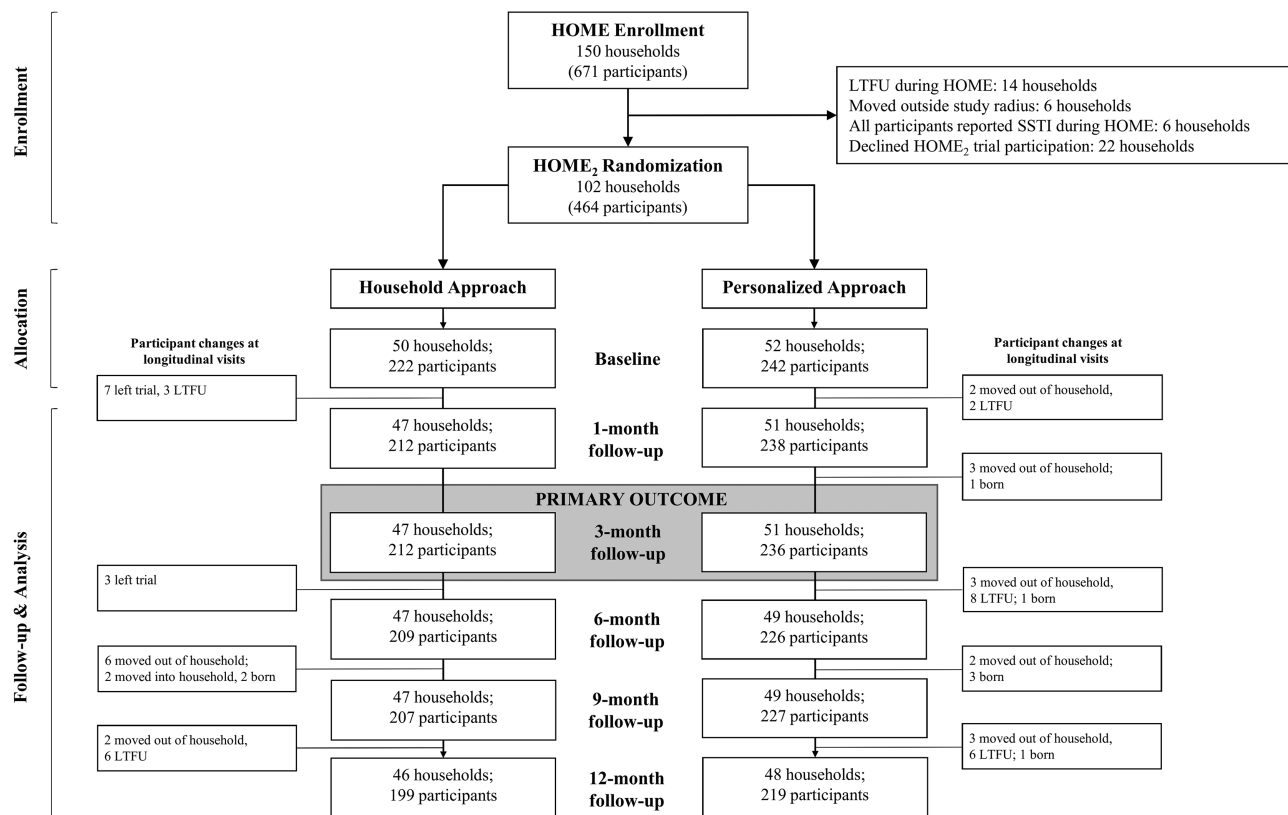 Enrollment
HOME Enrollment
150 households
(671 participants)
LTFU during HOME: 14 households
Moved outside study radius: 6 households
All participants reported SSTI during HOME: 6 households
Declined HOME₂ trial participation: 22 households
HOME₂ Randomization
102 households
(464 participants)
Allocation
Household Approach
Personalized Approach
Participant changes at
longitudinal visits
50 households;
222 participants
Baseline
52 households;
242 participants
Participant changes at
longitudinal visits
7 left trial, 3 LTFU
2 moved out of household,
2 LTFU
Follow-up & Analysis
47 households;
212 participants
1-month
follow-up
51 households;
238 participants
3 moved out of household;
1 born
PRIMARY OUTCOME
47 households;
212 participants
3-month
follow-up
51 households;
236 participants
3 left trial
3 moved out of household,
8 LTFU; 1 born
47 households;
209 participants
6-month
follow-up
49 households;
226 participants
6 moved out of household;
2 moved into household, 2 born
2 moved out of household;
3 born
47 households;
207 participants
9-month
follow-up
49 households;
227 participants
2 moved out of household,
6 LTFU
3 moved out of household,
6 LTFU; 1 born
46 households;
199 participants
12-month
follow-up
48 households;
219 participants